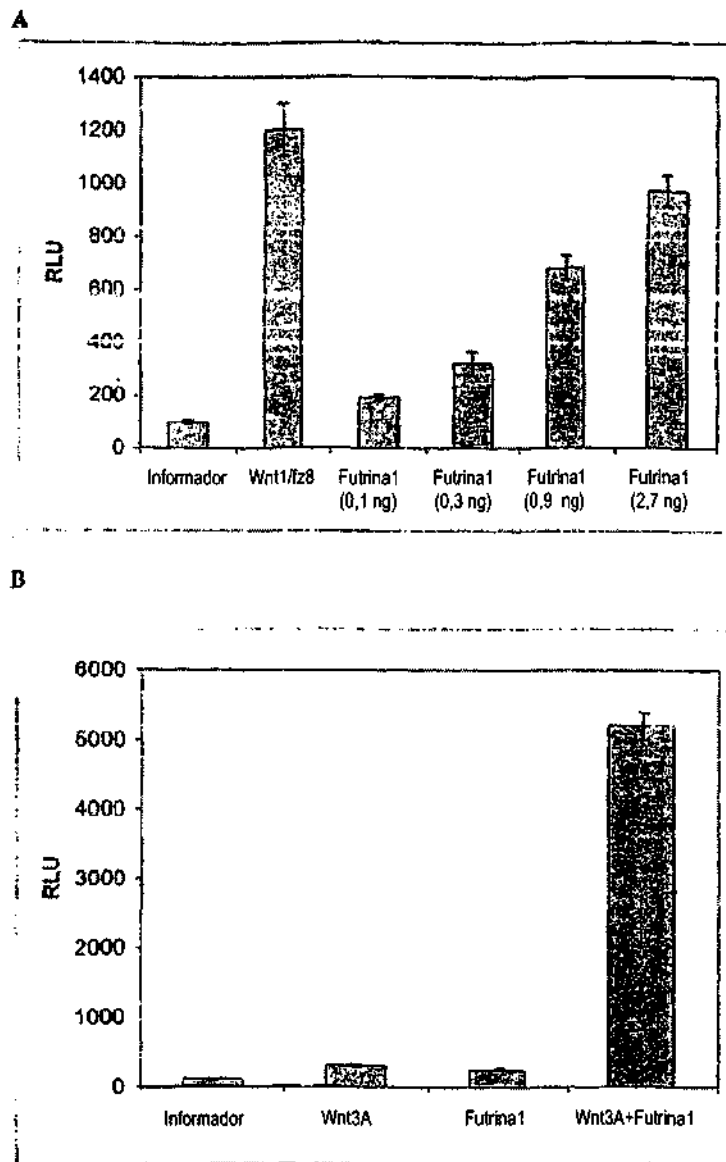 A
1400
1200
1000
800
600
400
200
0
RLU
Informador
Wnt1/fz8
Futrina1
(0,1 ng)
Futrina1
(0,3 ng)
Futrina1
(0,9 ng)
Futrina1
(2,7 ng)
B
6000
5000
4000
3000
2000
1000
0
RLU
Informador
Wnt3A
Futrina1
Wnt3A+Futrina1